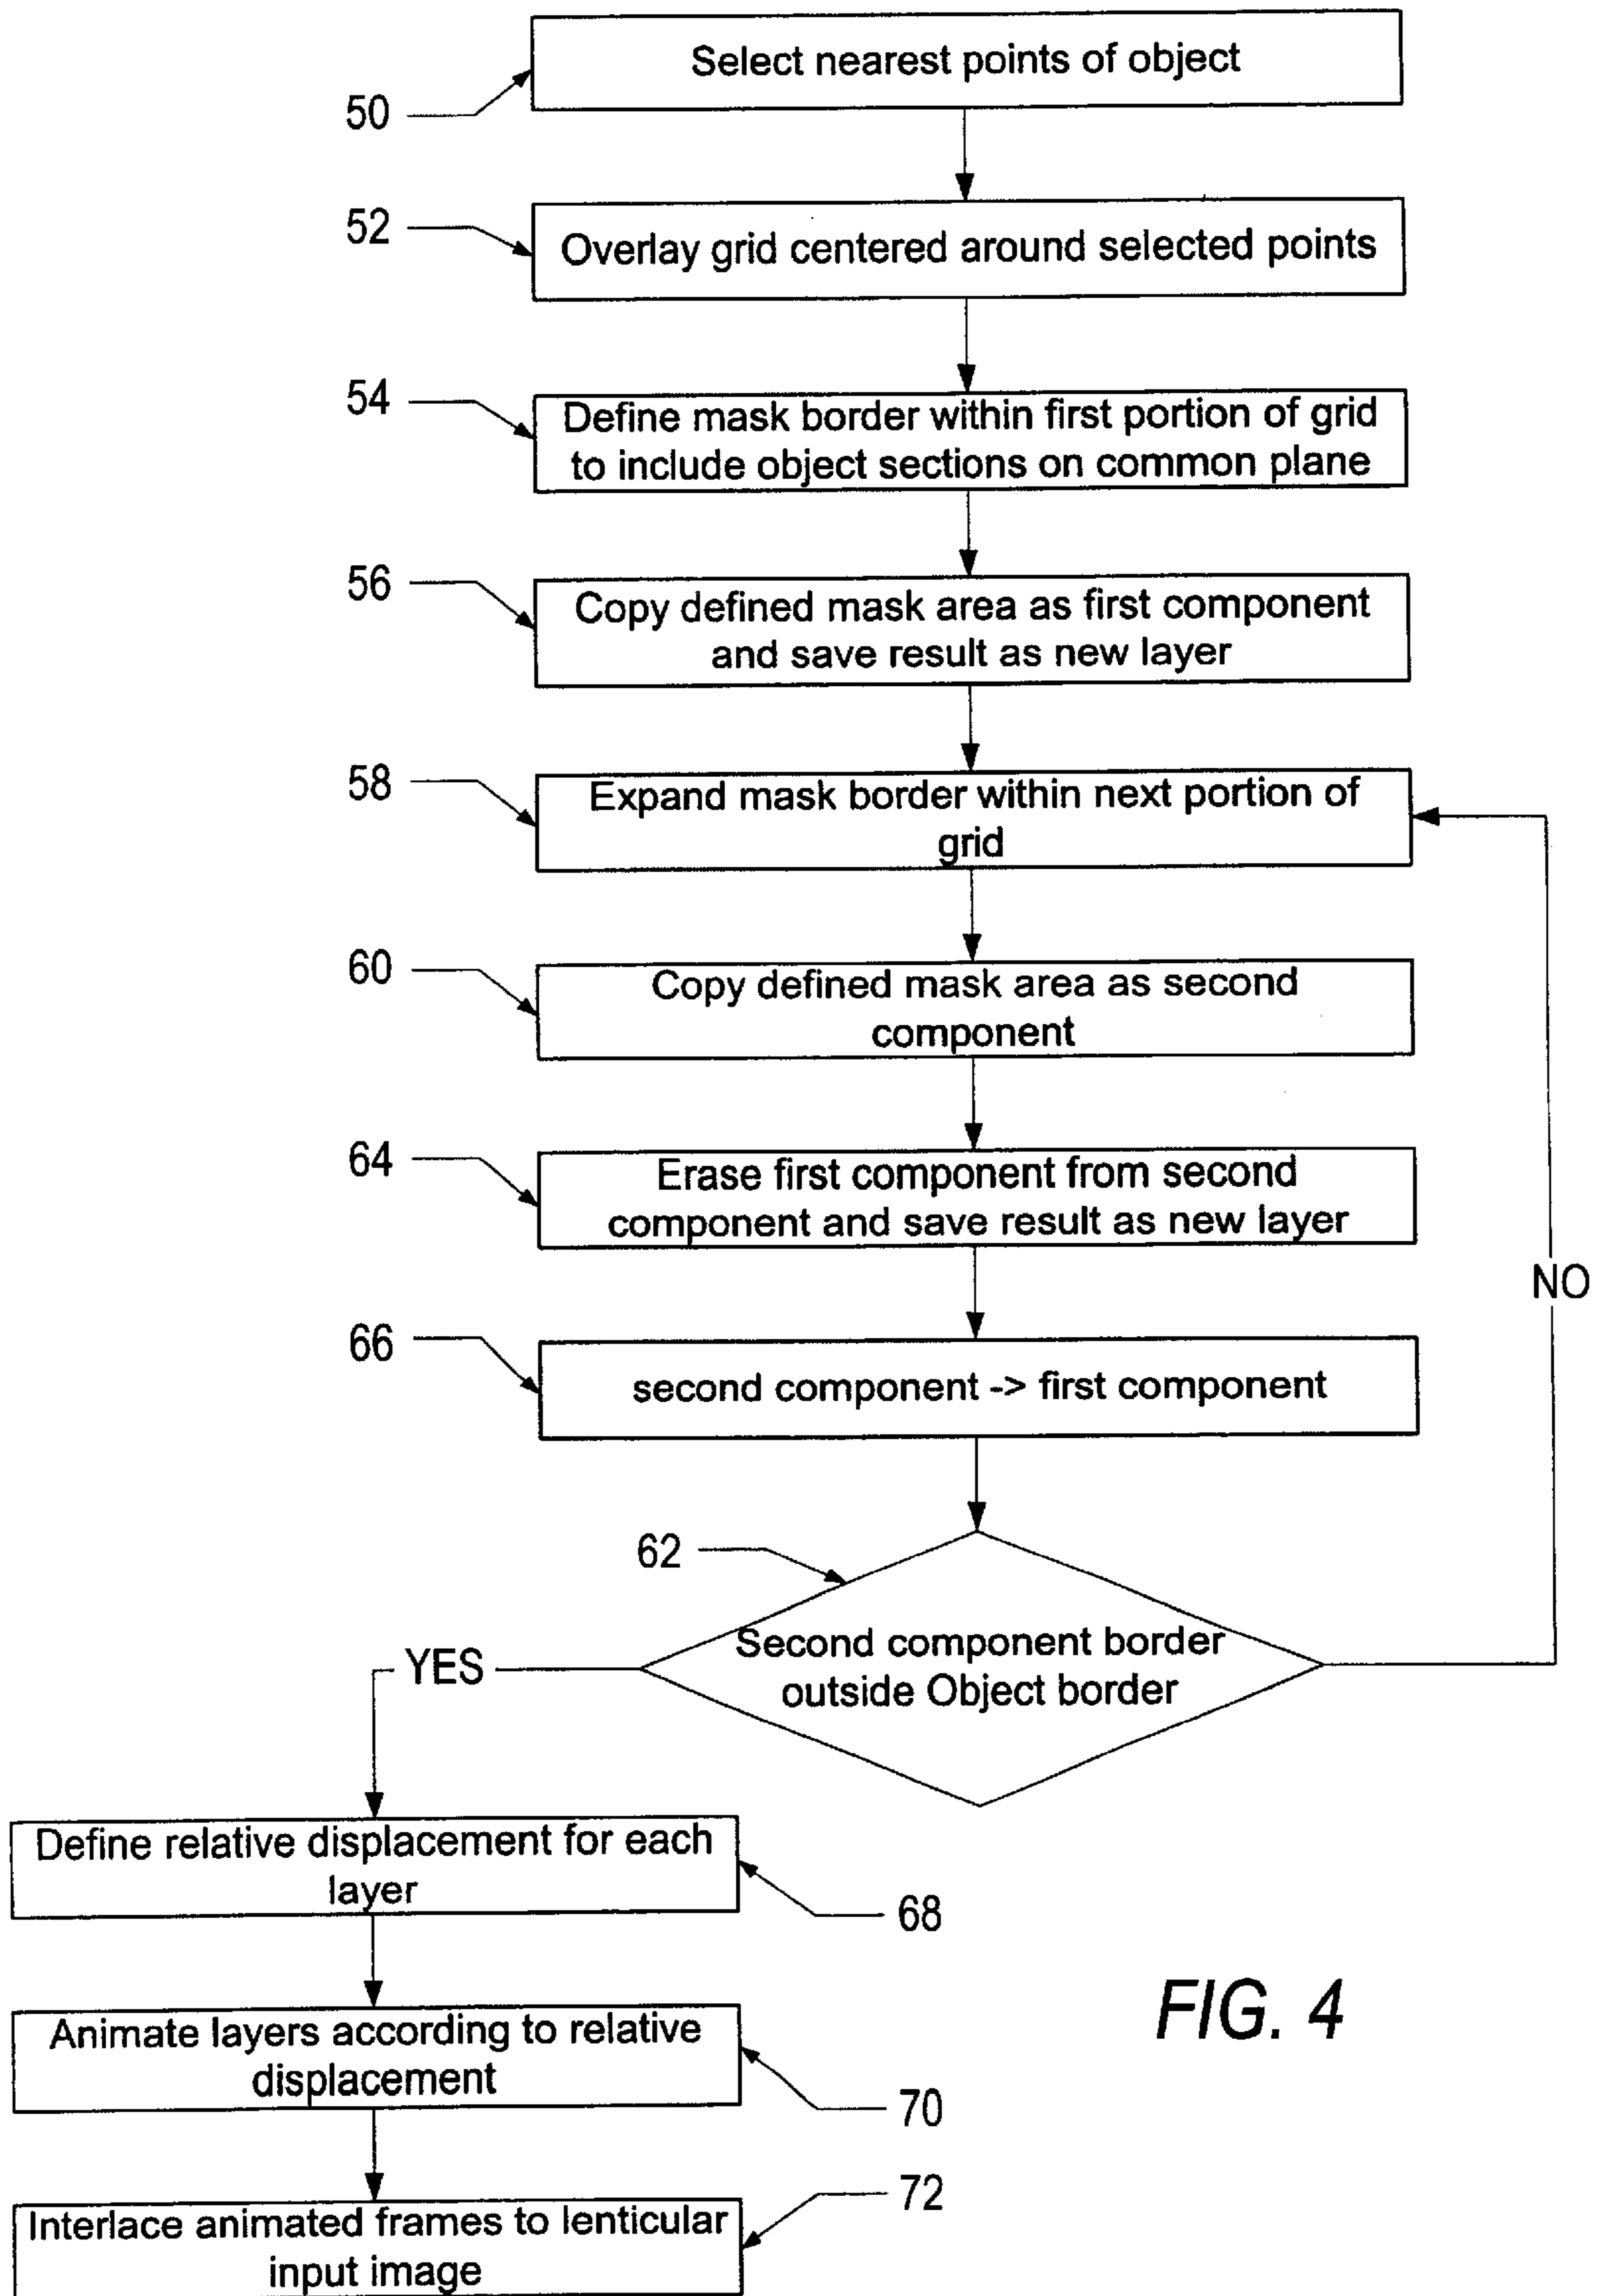 Select nearest points of object
50
52
Overlay grid centered around selected points
54
Define mask border within first portion of grid
to include object sections on common plane
56
Copy defined mask area as first component
and save result as new layer
58
Expand mask border within next portion of
grid
60
Copy defined mask area as second
component
64
Erase first component from second
component and save result as new layer
NO
66
second component -> first component
62
Second component border
outside Object border
YES
Define relative displacement for each
layer
68
Animate layers according to relative
displacement
70
FIG. 4
72
Interlace animated frames to lenticular
input image